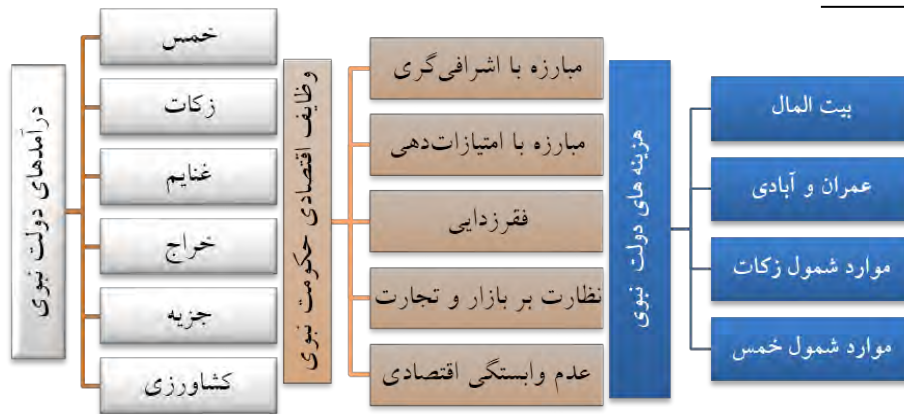 هزینه های دولت نبوی
بیت المال
عمران و آبادی
موارد شمول زکات
موارد شمول خمس
وظایف اقتصادی حکومت نبوی
مبارزه با اشرافی‌گری
مبارزه با امتیازات‌دهی
فقرزدایی
نظارت بر بازار و تجارت
عدم وابستگی اقتصادی
درآمدهای دولت نبوی
خمس
زکات
غنایم
خراج
جزیه
کشاورزی